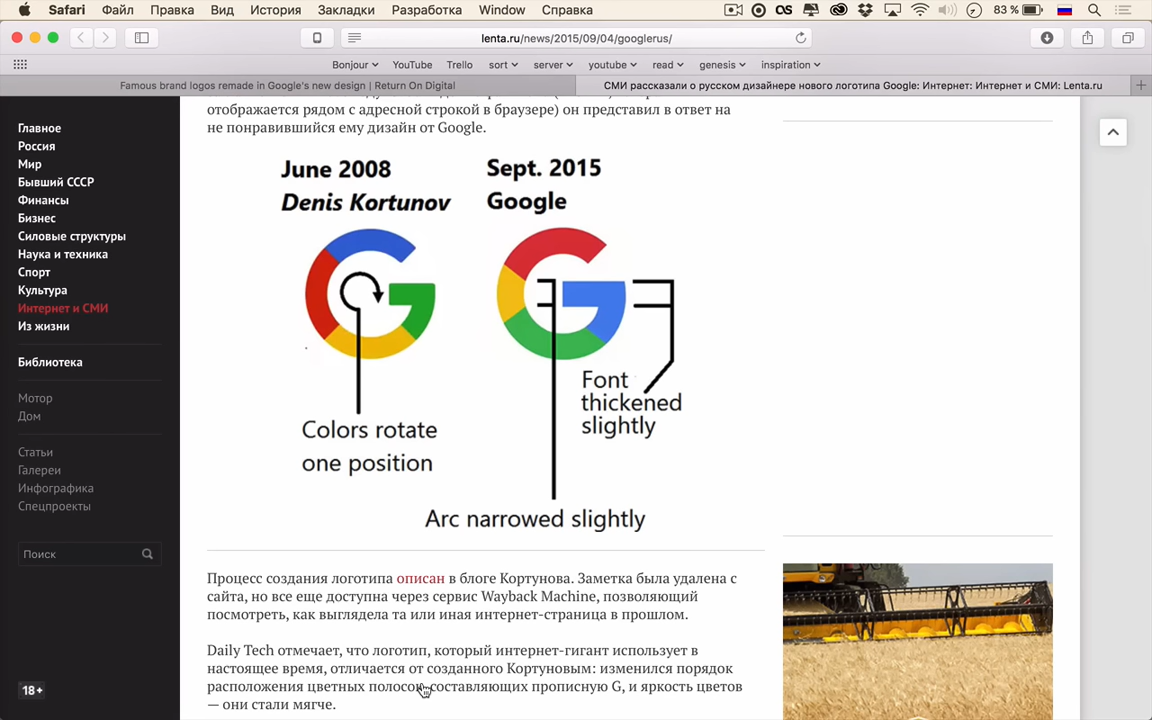 Safari Файл Правка Вид История Закладки Разработка Window Справка 83 %
lenta.ru/news/2015/09/04/googlerus/
Bonjour YouTube Trello sort server youtube read genesis inspiration
Famous brand logos remade in Google's new design | Return On Digital
СМИ рассказали о русском дизайнере нового логотипа Google: Интернет: Интернет и СМИ: Lenta.ru
Главное
Россия
Мир
Бывший СССР
Финансы
Бизнес
Силовые структуры
Наука и техника
Спорт
Культура
Интернет и СМИ
Из жизни
Библиотека
Мотор
Дом
Статьи
Галереи
Инфографика
Спецпроекты
Поиск
18+
отображается рядом с адресной строкой в браузере) он представил в ответ на
не понравившийся ему дизайн от Google.
June 2008
Denis Kortunov
Sept. 2015
Google
Colors rotate
one position
Font
thickened
slightly
Arc narrowed slightly
Процесс создания логотипа описан в блоге Кортунова. Заметка была удалена с
сайта, но все еще доступна через сервис Wayback Machine, позволяющий
посмотреть, как выглядела та или иная интернет-страница в прошлом.
Daily Tech отмечает, что логотип, который интернет-гигант использует в
настоящее время, отличается от созданного Кортуновым: изменился порядок
расположения цветных полосок, составляющих прописную G, и яркость цветов
— они стали мягче.